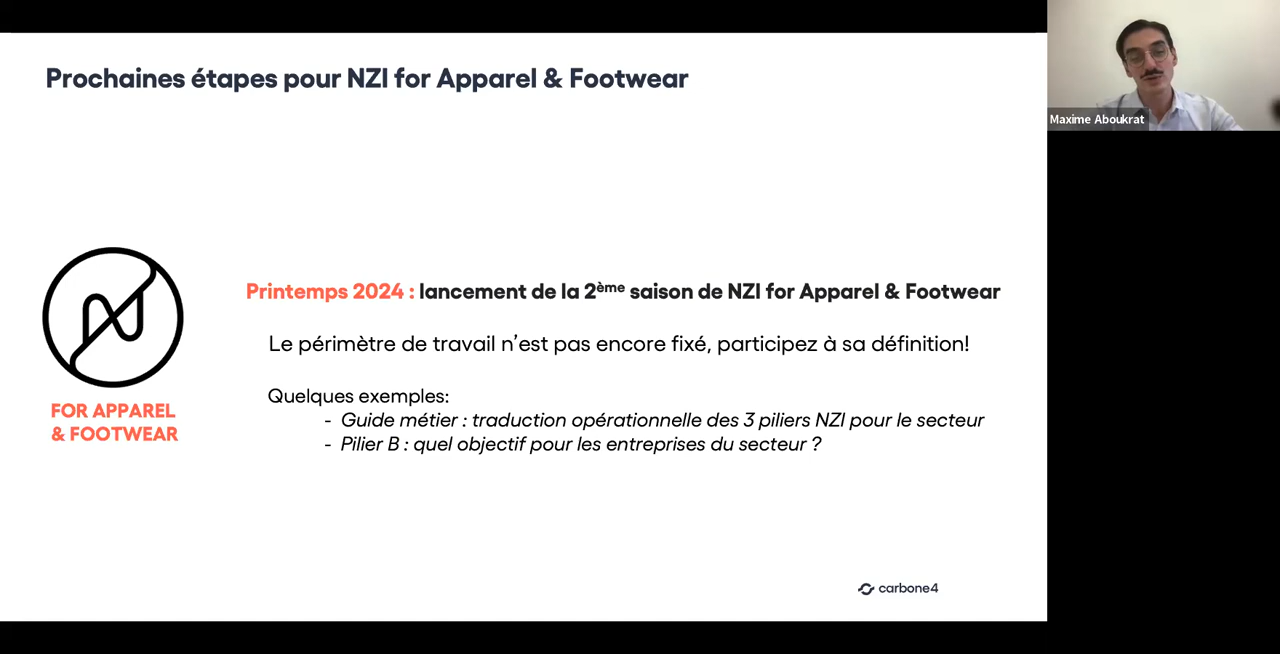 Prochaines étapes pour NZI for Apparel & Footwear
Maxime Aboukrat
Printemps 2024 : lancement de la 2ème saison de NZI for Apparel & Footwear
Le périmètre de travail n’est pas encore fixé, participez à sa définition!
Quelques exemples:
- Guide métier : traduction opérationnelle des 3 piliers NZI pour le secteur
- Pilier B : quel objectif pour les entreprises du secteur ?
FOR APPAREL
& FOOTWEAR
carbone4